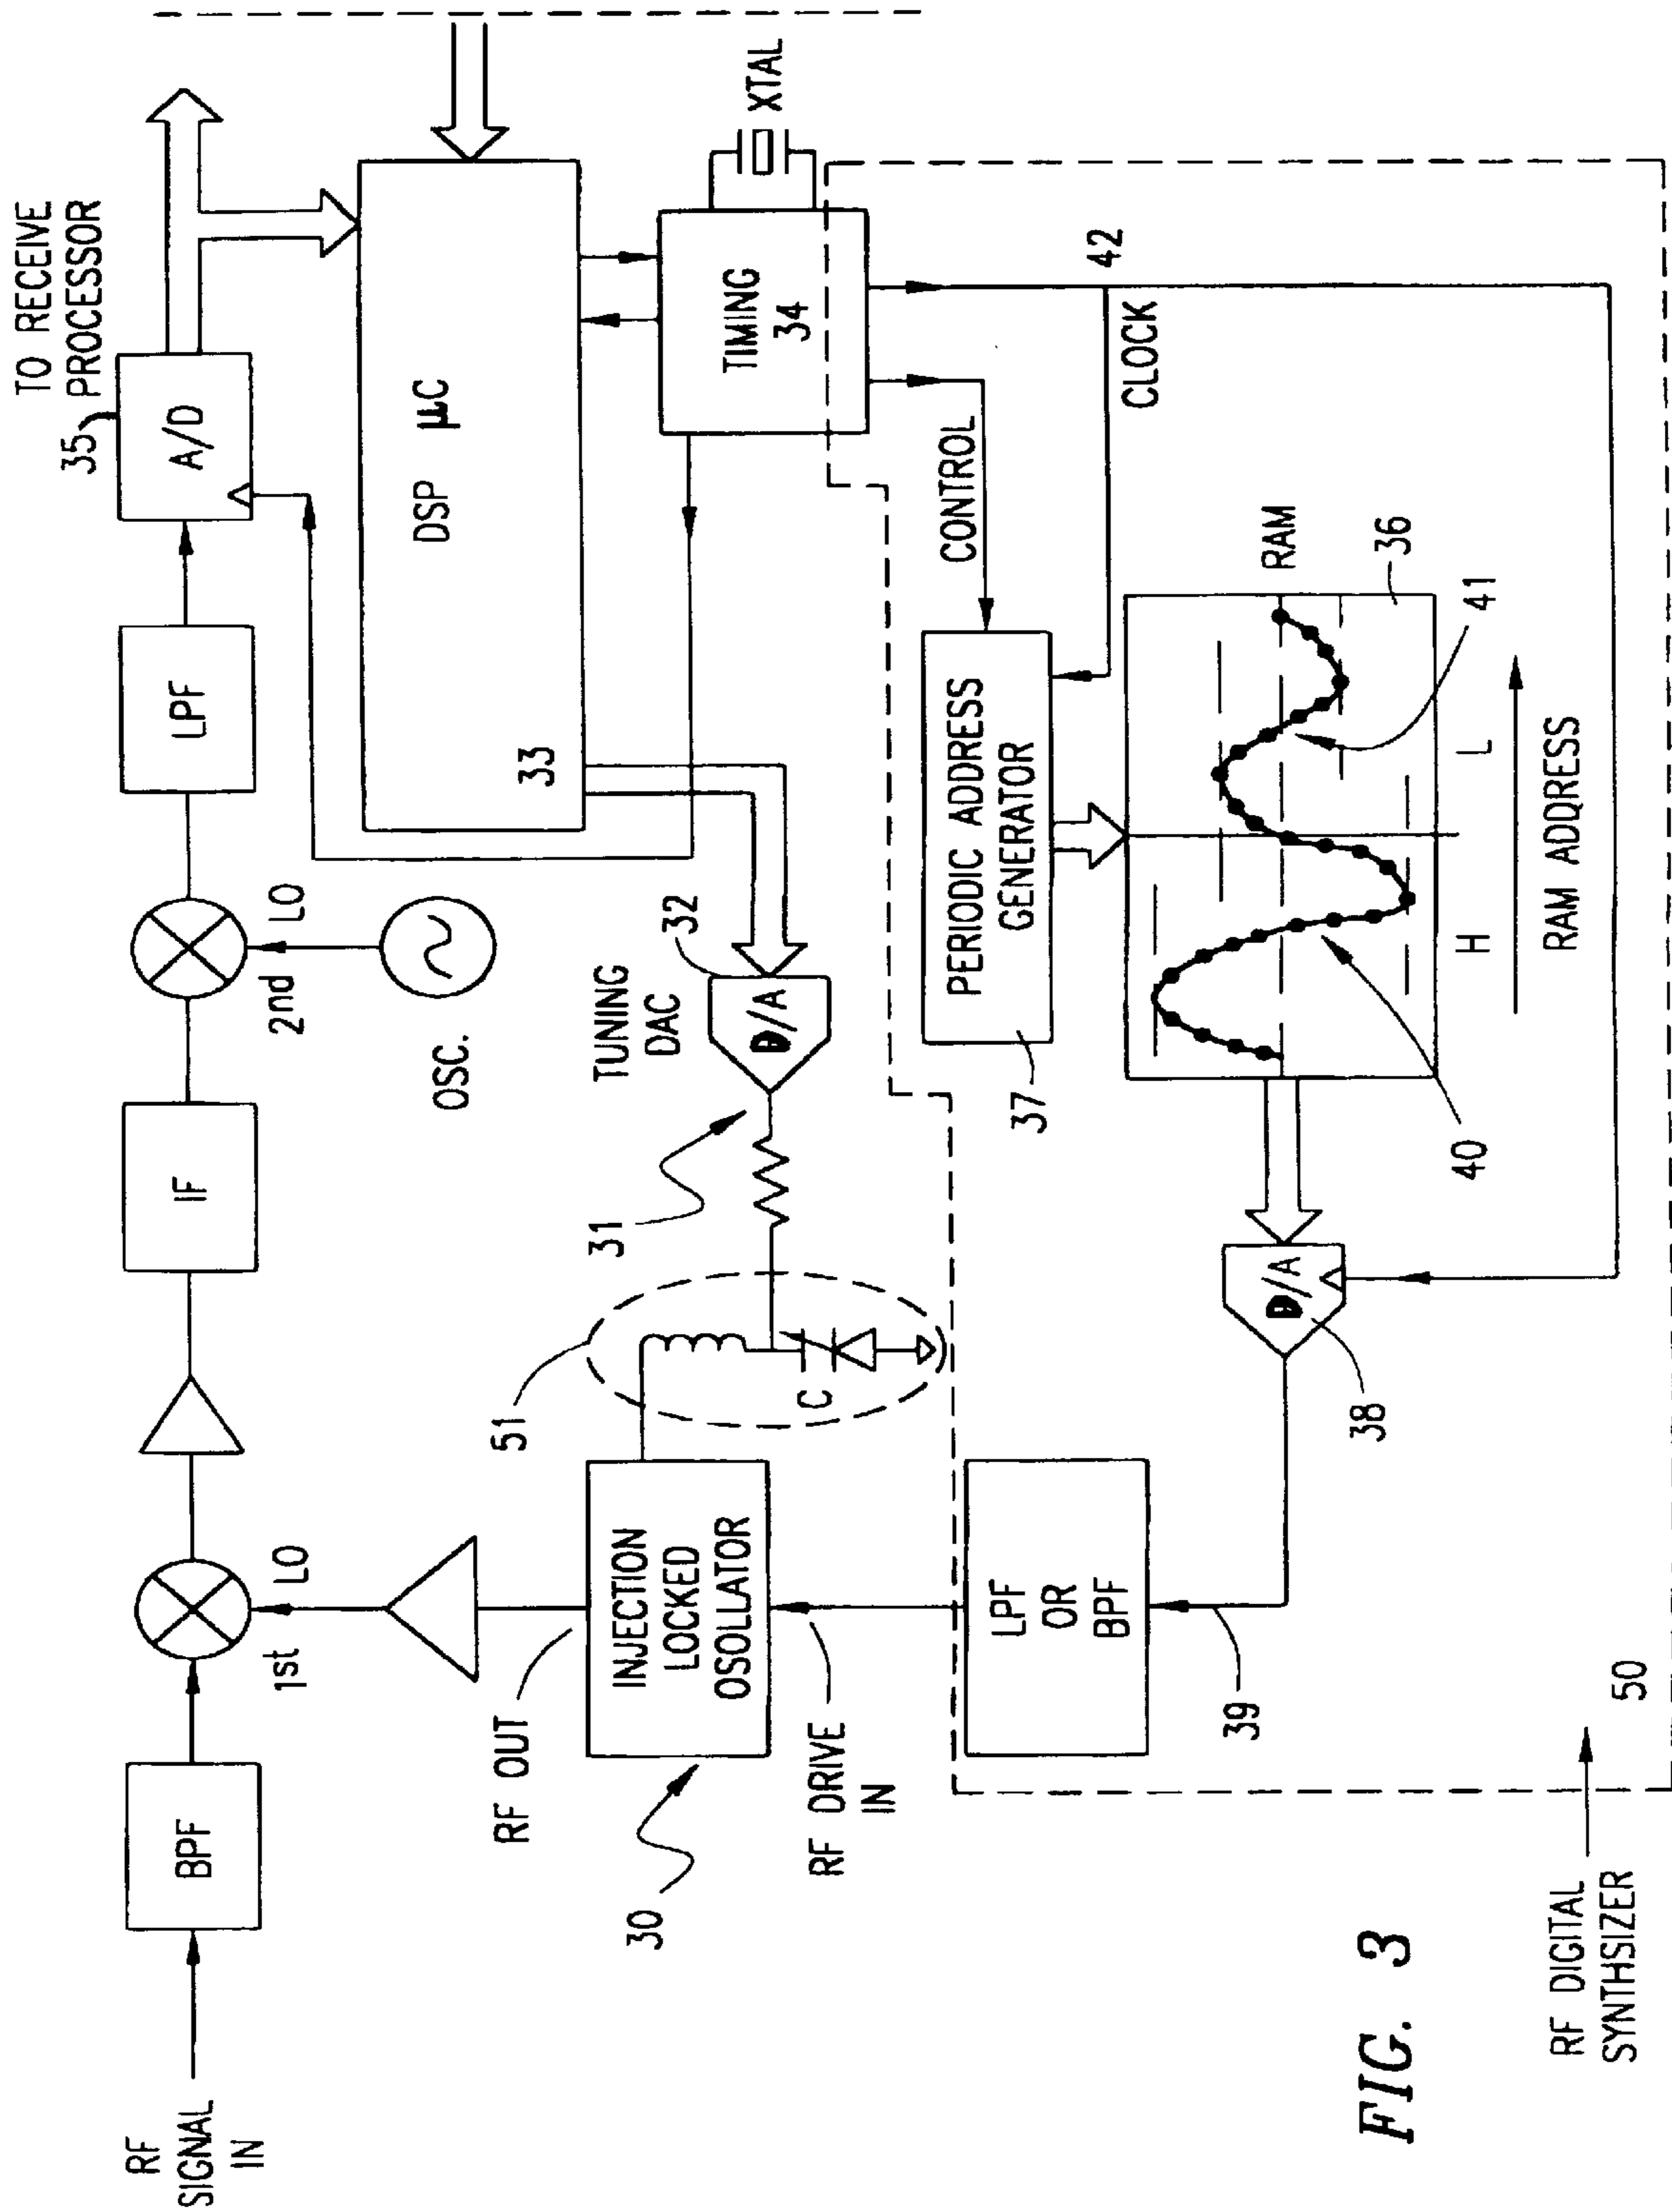 RF
SIGNAL
IN
BPF
1st
LO
IF
2nd
LO
OSC.
LPF
35
A/D
TO RECEIVE
PROCESSOR
DSP
µC
33
TIMING
34
XTAL
TUNING
DAC
32
D/A
31
51
C
RF OUT
INJECTION
LOCKED
OSOLLATOR
30
RF DRIVE
IN
LPF
OR
BPF
39
D/A
38
CONTROL
CLOCK
42
PERIODIC ADDRESS
GENERATOR
37
RAM
36
41
40
H
L
RAM ADDRESS
50
RF DIGITAL
SYNTHSIZER
FIG. 3